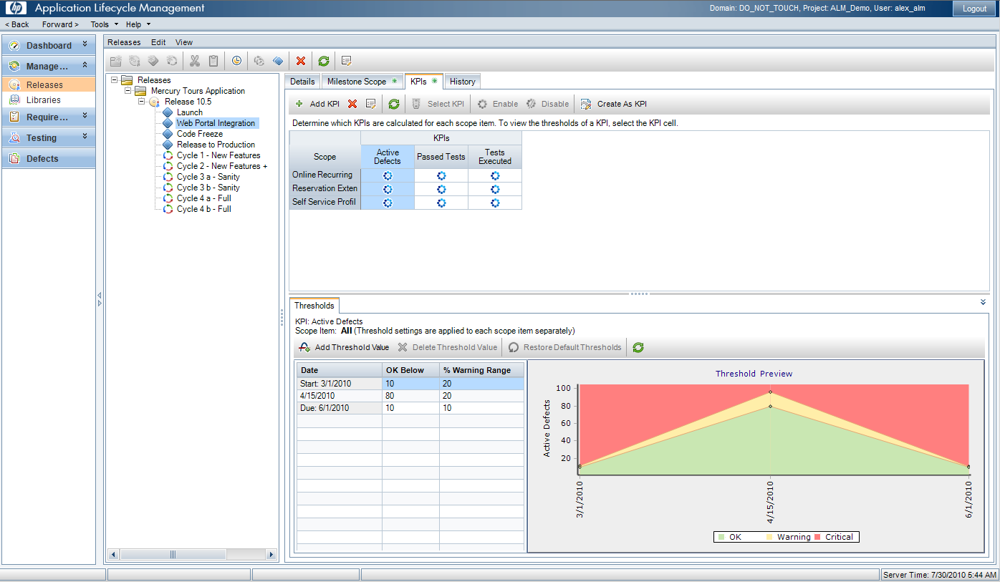 hp Application Lifecycle Management
Domain: DO_NOT_TOUCH, Project: ALM_Demo, User: alex_alm
Logout
< Back Forward > Tools Help
Dashboard
Manage ...
Releases
Libraries
Require ...
Testing
Defects
Releases Edit View
Releases
Mercury Tours Application
Release 10.5
Launch
Web Portal Integration
Code Freeze
Release to Production
Cycle 1 - New Features
Cycle 2 - New Features +
Cycle 3 a - Sanity
Cycle 3 b - Sanity
Cycle 4 a - Full
Cycle 4 b - Full
Details Milestone Scope * KPIs * History
Add KPI Select KPI Enable Disable Create As KPI
Determine which KPIs are calculated for each scope item. To view the thresholds of a KPI, select the KPI cell.
KPIs
Scope Active Defects Passed Tests Tests Executed
Online Recurring
Reservation Exten
Self Service Profil
Thresholds
KPI: Active Defects
Scope Item: All (Threshold settings are applied to each scope item separately)
Add Threshold Value Delete Threshold Value Restore Default Thresholds
Date OK Below % Warning Range
Start: 3/1/2010 10 20
4/15/2010 80 20
Due: 6/1/2010 10 10
Threshold Preview
Active Defects
100
80
60
40
20
3/1/2010 4/15/2010 6/1/2010
OK Warning Critical
Server Time: 7/30/2010 5:44 AM